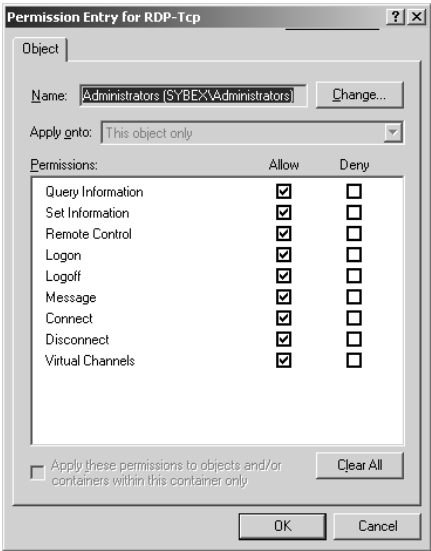 Permission Entry for RDP-Tcp
Object
Name: Administrators (SYBEX\Administrators) Change...
Apply onto: This object only
Permissions: Allow Deny
Query Information
Set Information
Remote Control
Logon
Logoff
Message
Connect
Disconnect
Virtual Channels
Apply these permissions to objects and/or
containers within this container only
Clear All
OK Cancel